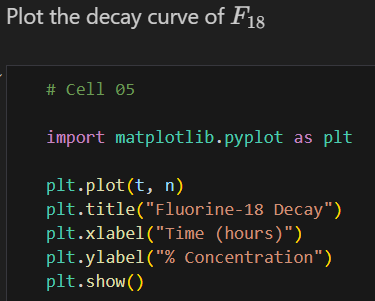 Plot the decay curve of F18
# Cell 05
import matplotlib.pyplot as plt
plt.plot(t, n)
plt.title("Fluorine-18 Decay")
plt.xlabel("Time (hours)")
plt.ylabel("% Concentration")
plt.show()